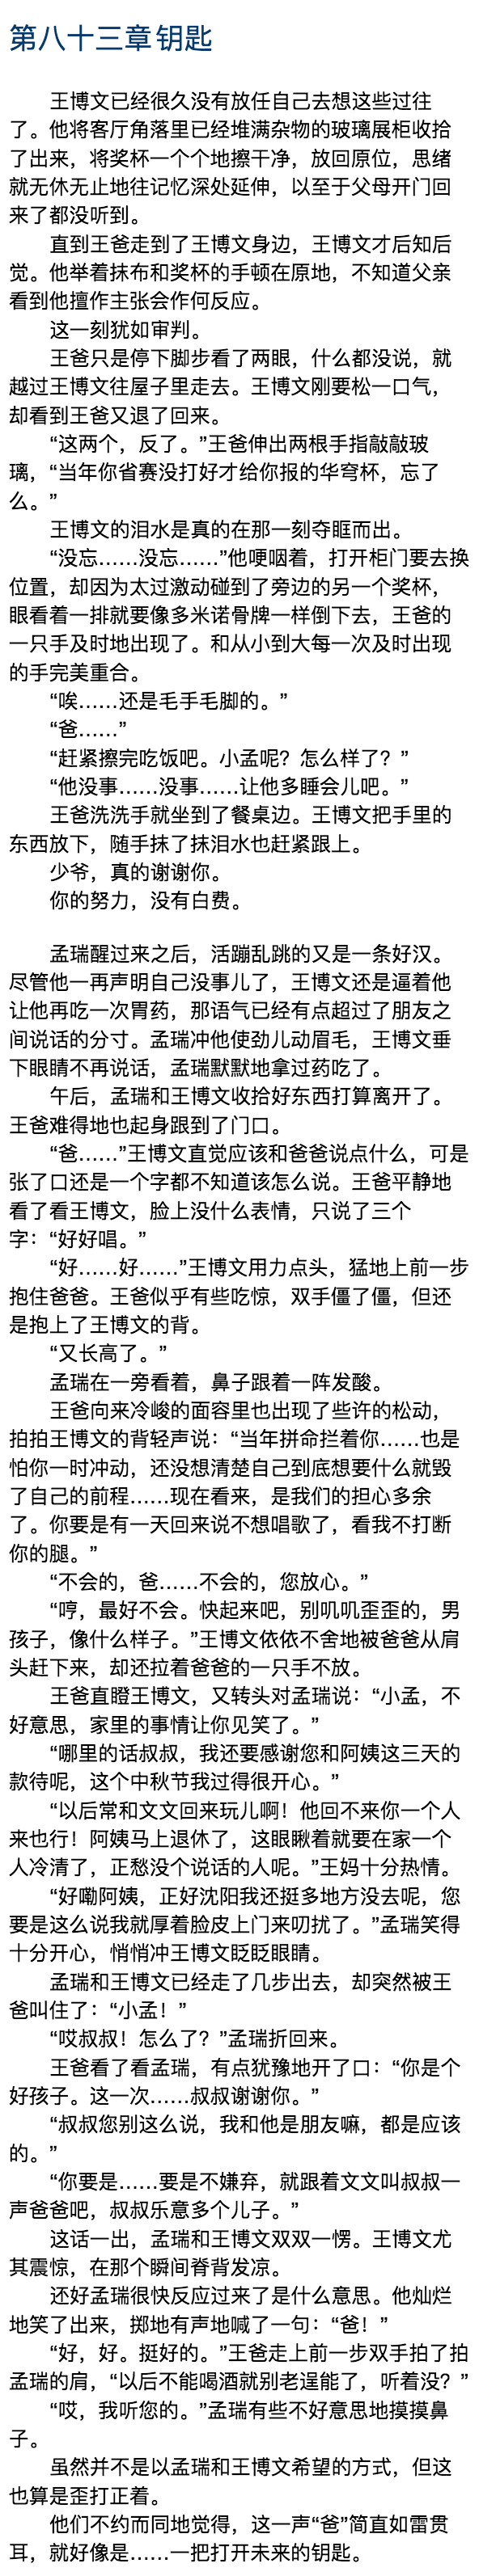 第八十三章 钥匙
王博文已经很久没有放任自己去想这些过往
了。他将客厅角落里已经堆满杂物的玻璃展柜收拾
了出来，将奖杯一个个地擦干净，放回原位，思绪
就无休无止地往记忆深处延伸，以至于父母开门回
来了都没听到。
直到王爸走到了王博文身边，王博文才后知后
觉。他举着抹布和奖杯的手顿在原地，不知道父亲
看到他擅作主张会作何反应。
这一刻犹如审判。
王爸只是停下脚步看了两眼，什么都没说，就
越过王博文往屋子里走去。王博文刚要松一口气，
却看到王爸又退了回来。
“这两个，反了。”王爸伸出两根手指敲敲玻
璃，“当年你省赛没打好才给你报的华穹杯，忘了
么。”
王博文的泪水是真的在那一刻夺眶而出。
“没忘……没忘……”他哽咽着，打开柜门要去换
位置，却因为太过激动碰到了旁边的另一个奖杯，
眼看着一排就要像多米诺骨牌一样倒下去，王爸的
一只手及时地出现了。和从小到大每一次及时出现
的手完美重合。
“唉……还是毛手毛脚的。”
“爸……”
“赶紧擦完吃饭吧。小孟呢？怎么样了？”
“他没事……没事……让他多睡会儿吧。”
王爸洗洗手就坐到了餐桌边。王博文把手里的
东西放下，随手抹了抹泪水也赶紧跟上。
少爷，真的谢谢你。
你的努力，没有白费。
孟瑞醒过来之后，活蹦乱跳的又是一条好汉。
尽管他一再声明自己没事儿了，王博文还是逼着他
让他再吃一次胃药，那语气已经有点超过了朋友之
间说话的分寸。孟瑞冲他使劲儿动眉毛，王博文垂
下眼睛不再说话，孟瑞默默地拿过药吃了。
午后，孟瑞和王博文收拾好东西打算离开了。
王爸难得地也起身跟到了门口。
“爸……”王博文直觉应该和爸爸说点什么，可是
张了口还是一个字都不知道该怎么说。王爸平静地
看了看王博文，脸上没什么表情，只说了三个
字：“好好唱。”
“好……好……”王博文用力点头，猛地上前一步
抱住爸爸。王爸似乎有些吃惊，双手僵了僵，但还
是抱上了王博文的背。
“又长高了。”
孟瑞在一旁看着，鼻子跟着一阵发酸。
王爸向来冷峻的面容里也出现了些许的松动，
拍拍王博文的背轻声说：“当年拼命拦着你……也是
怕你一时冲动，还没想清楚自己到底想要什么就毁
了自己的前程……现在看来，是我们的担心多余
了。你要是有一天回来说不想唱歌了，看我不打断
你的腿。”
“不会的，爸……不会的，您放心。”
“哼，最好不会。快起来吧，别叽叽歪歪的，男
孩子，像什么样子。”王博文依依不舍地被爸爸从肩
头赶下来，却还拉着爸爸的一只手不放。
王爸直瞪王博文，又转头对孟瑞说：“小孟，不
好意思，家里的事情让你见笑了。”
“哪里的话叔叔，我还要感谢您和阿姨这三天的
款待呢，这个中秋节我过得很开心。”
“以后常和文文回来玩儿啊！他回不来你一个人
来也行！阿姨马上退休了，这眼瞅着就要在家一个
人冷清了，正愁没个说话的人呢。”王妈十分热情。
“好嘞阿姨，正好沈阳我还挺多地方没去呢，您
要是这么说我就厚着脸皮上门来叨扰了。”孟瑞笑得
十分开心，悄悄冲王博文眨眨眼睛。
孟瑞和王博文已经走了几步出去，却突然被王
爸叫住了：“小孟！”
“哎叔叔！怎么了？”孟瑞折回来。
王爸看了看孟瑞，有点犹豫地开了口：“你是个
好孩子。这一次……叔叔谢谢你。”
“叔叔您别这么说，我和他是朋友嘛，都是应该
的。”
“你要是……要是不嫌弃，就跟着文文叫叔叔一
声爸爸吧，叔叔乐意多个儿子。”
这话一出，孟瑞和王博文双双一愣。王博文尤
其震惊，在那个瞬间脊背发凉。
还好孟瑞很快反应过来了是什么意思。他灿烂
地笑了出来，掷地有声地喊了一句：“爸！”
“好，好。挺好的。”王爸走上前一步双手拍了拍
孟瑞的肩，“以后不能喝酒就别老逞能了，听着没？”
“哎，我听您的。”孟瑞有些不好意思地摸摸鼻
子。
虽然并不是以孟瑞和王博文希望的方式，但这
也算是歪打正着。
他们不约而同地觉得，这一声“爸”简直如雷贯
耳，就好像是……一把打开未来的钥匙。